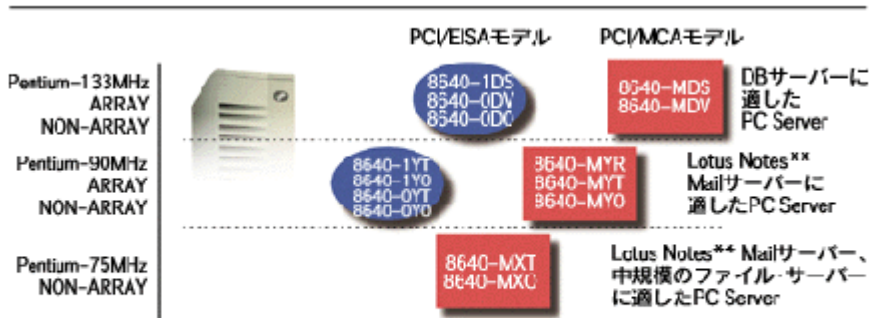 PCI/EISAモデル
PCI/MCAモデル
Pentium-133MHz
ARRAY
NON-ARRAY
8640-1DS
8640-0DV
8640-0D0
8640-MDS
8640-MDV
DBサーバーに
適した
PC Server
Pentium-90MHz
ARRAY
NON-ARRAY
8640-1YT
8640-1Y0
8640-0YT
8640-0Y0
8640-MYR
8640-MYT
8640-MY0
Lotus Notes**
Mailサーバーに
適したPC Server
Pentium-75MHz
NON-ARRAY
8640-MXT
8640-MX0
Lotus Notes** Mailサーバー、
中規模のファイル・サーバー
に適したPC Server